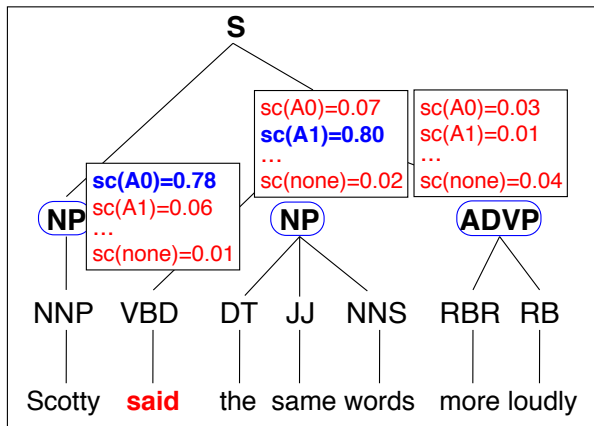 S
sc(A0)=0.07
sc(A1)=0.80
...
sc(none)=0.02
sc(A0)=0.03
sc(A1)=0.01
...
sc(none)=0.04
sc(A0)=0.78
sc(A1)=0.06
...
sc(none)=0.01
NP NP ADVP
NNP VBD DT JJ NNS RBR RB
Scotty said the same words more loudly